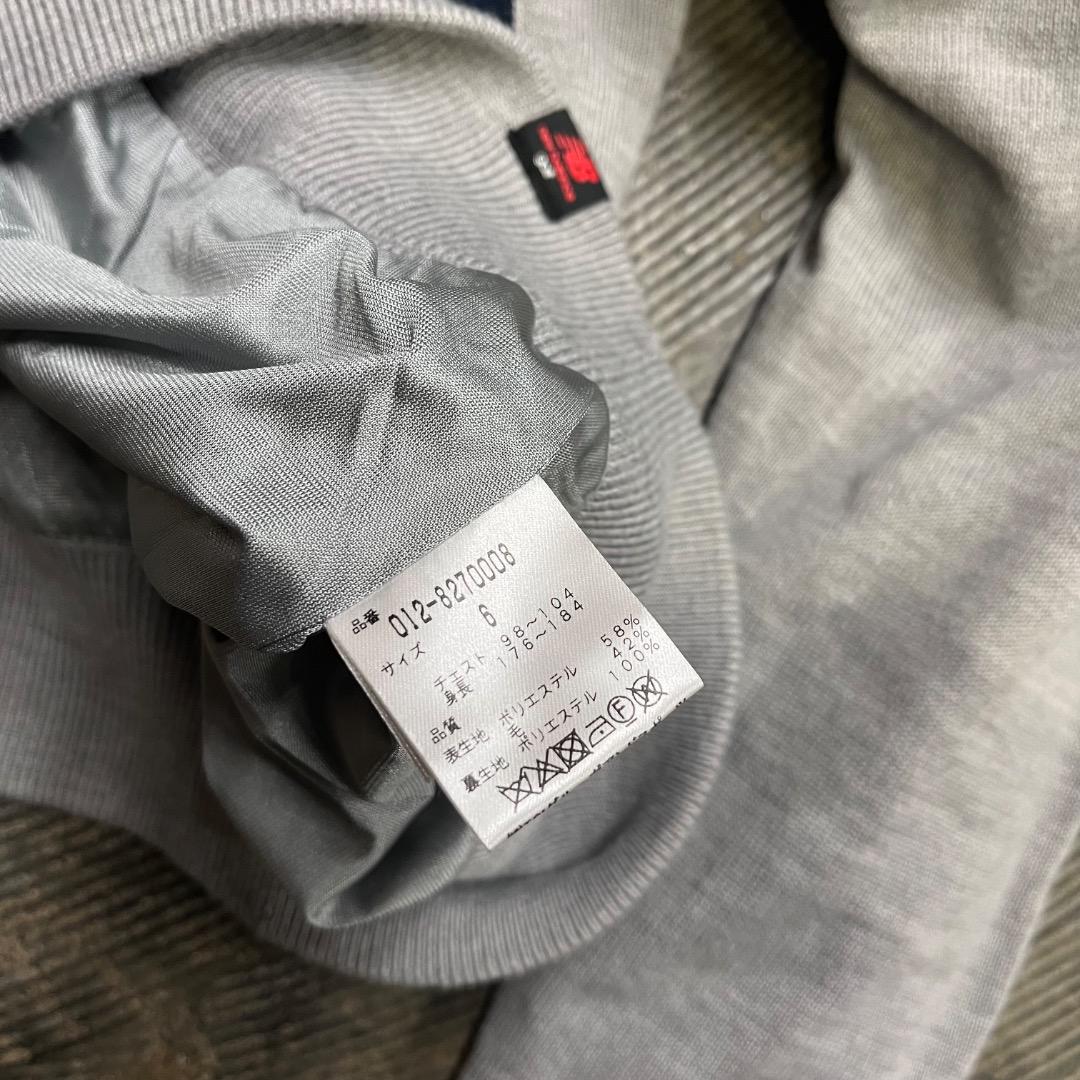 品番 012-8270008
サイズ 6
チェスト 98~104
身長 176~184
品質
表生地 ポリエステル 58%
毛 42%
裏生地 ポリエステル 100%
F